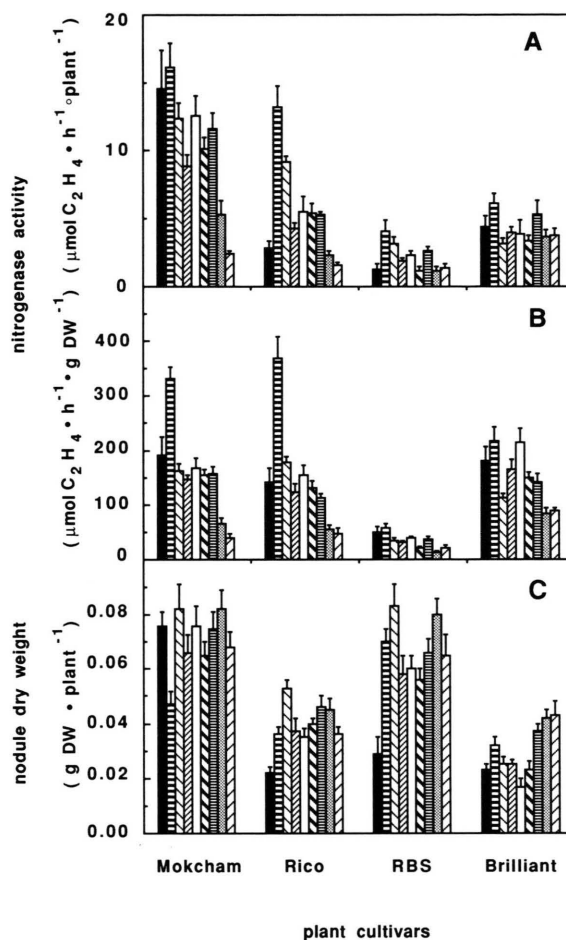 nitrogenase activity
( µmol C₂ H₄ • h⁻¹ ∘ plant ⁻¹ )
20
10
0
A
( µmol C₂ H₄ • h⁻¹ • g DW ⁻¹ )
400
300
200
100
0
B
nodule dry weight
( g DW • plant ⁻¹ )
0.08
0.06
0.04
0.02
0.00
C
Mokcham Rico RBS Brilliant
plant cultivars